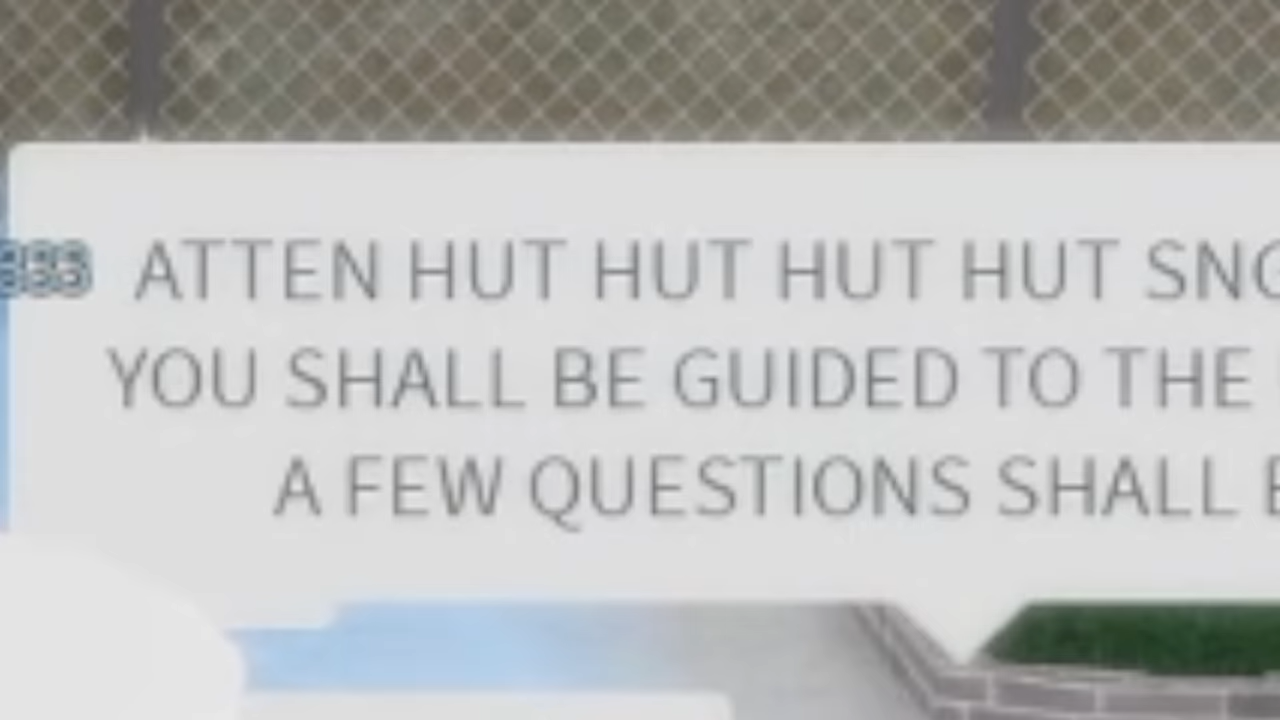 ATTEN HUT HUT HUT HUT
YOU SHALL BE GUIDED TO THE
A FEW QUESTIONS SHALL